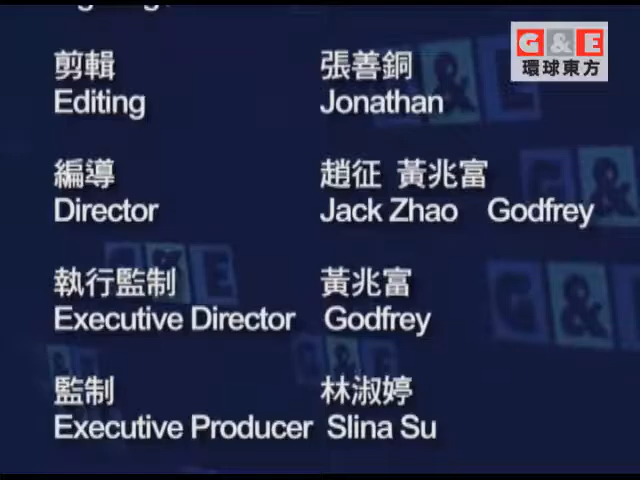 G&E
環球東方
剪輯 張善銅
Editing Jonathan
編導 趙征 黃兆富
Director Jack Zhao Godfrey
執行監制 黃兆富
Executive Director Godfrey
監制 林淑婷
Executive Producer Slina Su